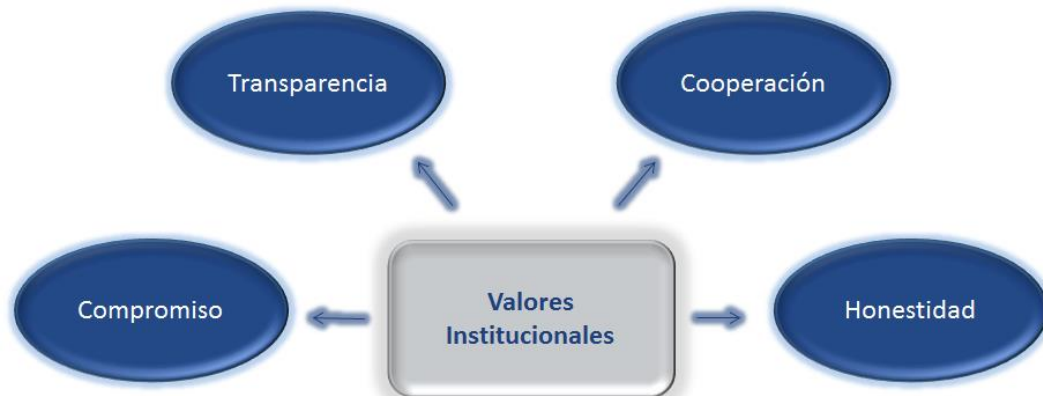 Transparencia
Cooperación
Compromiso
Valores
Institucionales
Honestidad